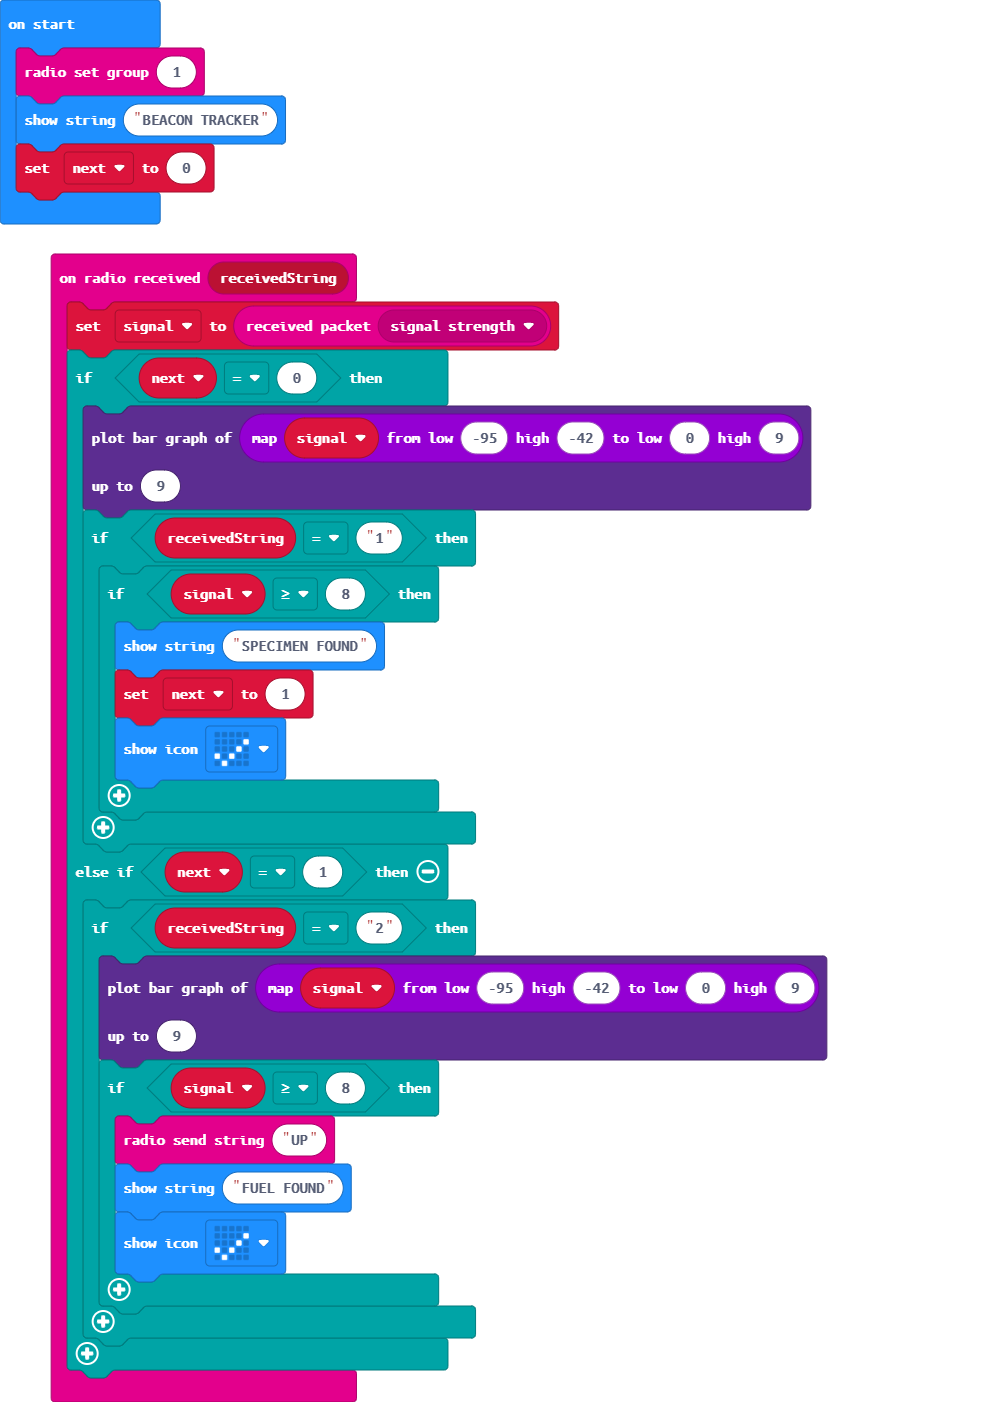 on start
radio set group 1
show string "BEACON TRACKER"
set next to 0
on radio received receivedString
set signal to received packet signal strength
if next = 0 then
plot bar graph of map signal from low -95 high -42 to low 0 high 9
up to 9
if receivedString = "1" then
if signal ≥ 8 then
show string "SPECIMEN FOUND"
set next to 1
show icon
else if next = 1 then
if receivedString = "2" then
plot bar graph of map signal from low -95 high -42 to low 0 high 9
up to 9
if signal ≥ 8 then
radio send string "UP"
show string "FUEL FOUND"
show icon